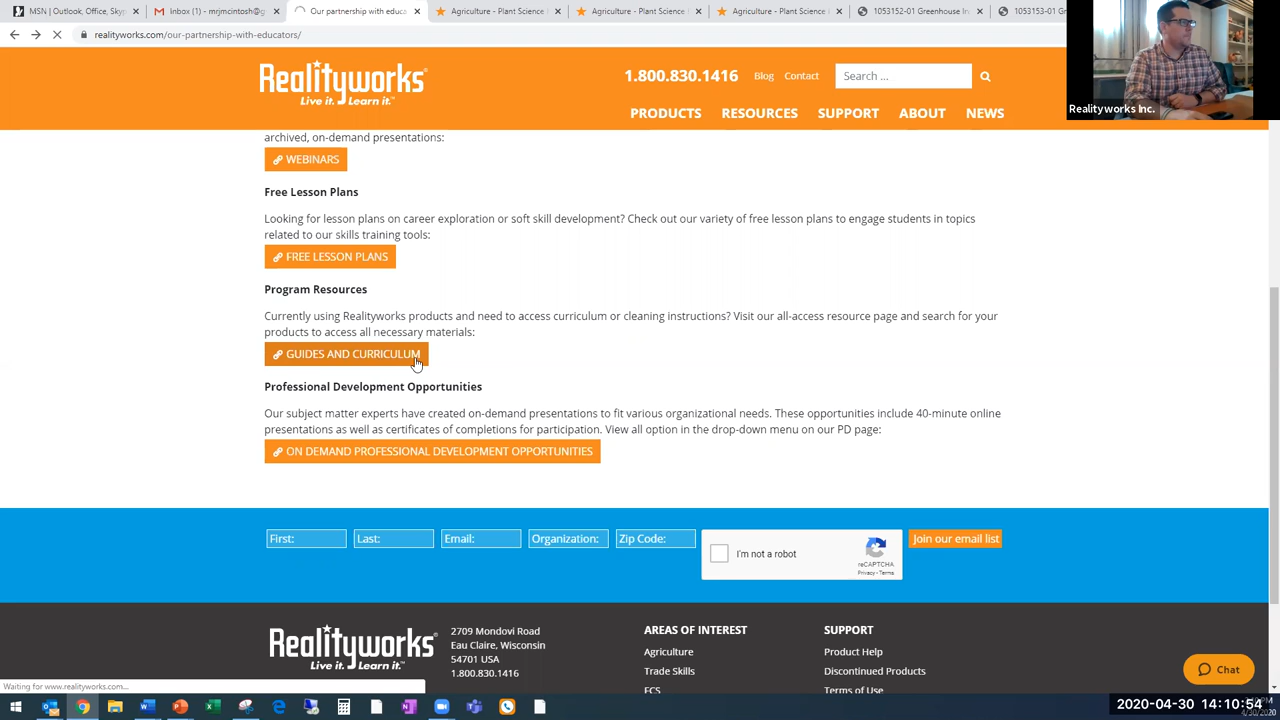 MSN | Outlook, Office, Skyp
Inbox (1) - mrjmcintosh@g
Our partnership with educa
Agriculture - Plant Science
Agriculture - Plant Science
Agriculture - Plant Science
1053152-01 Greenhouse In
1053153-01 Gr
realityworks.com/our-partnership-with-educators/
Realityworks Inc.
Realityworks
Live it. Learn it.™
1.800.830.1416
Blog
Contact
Search ...
PRODUCTS
RESOURCES
SUPPORT
ABOUT
NEWS
archived, on-demand presentations:
WEBINARS
Free Lesson Plans
Looking for lesson plans on career exploration or soft skill development? Check out our variety of free lesson plans to engage students in topics
related to our skills training tools:
FREE LESSON PLANS
Program Resources
Currently using Realityworks products and need to access curriculum or cleaning instructions? Visit our all-access resource page and search for your
products to access all necessary materials:
GUIDES AND CURRICULUM
Professional Development Opportunities
Our subject matter experts have created on-demand presentations to fit various organizational needs. These opportunities include 40-minute online
presentations as well as certificates of completions for participation. View all option in the drop-down menu on our PD page:
ON DEMAND PROFESSIONAL DEVELOPMENT OPPORTUNITIES
First:
Last:
Email:
Organization:
Zip Code:
I'm not a robot
reCAPTCHA
Privacy - Terms
Join our email list
Realityworks
Live it. Learn it.™
2709 Mondovi Road
Eau Claire, Wisconsin
54701 USA
1.800.830.1416
AREAS OF INTEREST
Agriculture
Trade Skills
FCS
SUPPORT
Product Help
Discontinued Products
Terms of Use
Chat
Waiting for www.realityworks.com...
2020-04-30 14:10:54